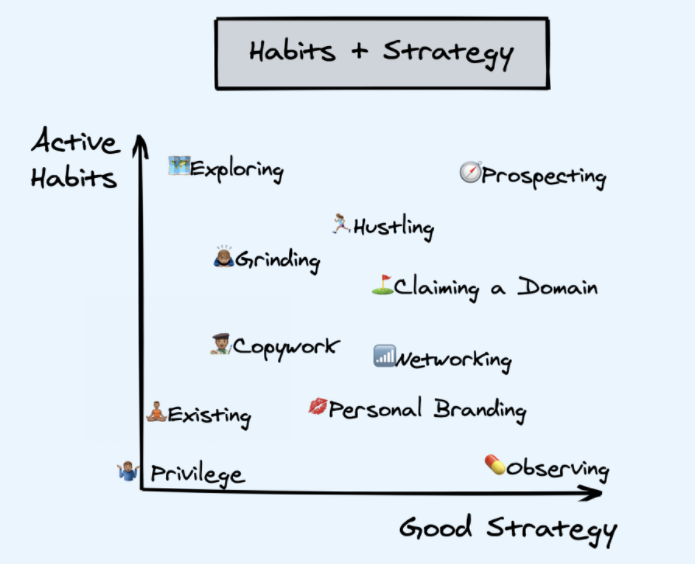 Habits + Strategy
Active
Habits
Exploring
Prospecting
Hustling
Grinding
Claiming a Domain
Copywork
Networking
Existing
Personal Branding
Privilege
Observing
Good Strategy